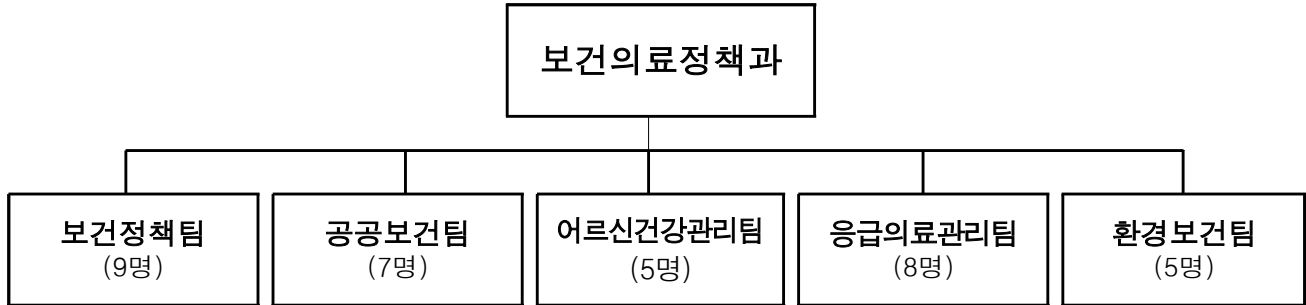 보건의료정책과
보건정책팀
(9명)
공공보건팀
(7명)
어르신건강관리팀
(5명)
응급의료관리팀
(8명)
환경보건팀
(5명)